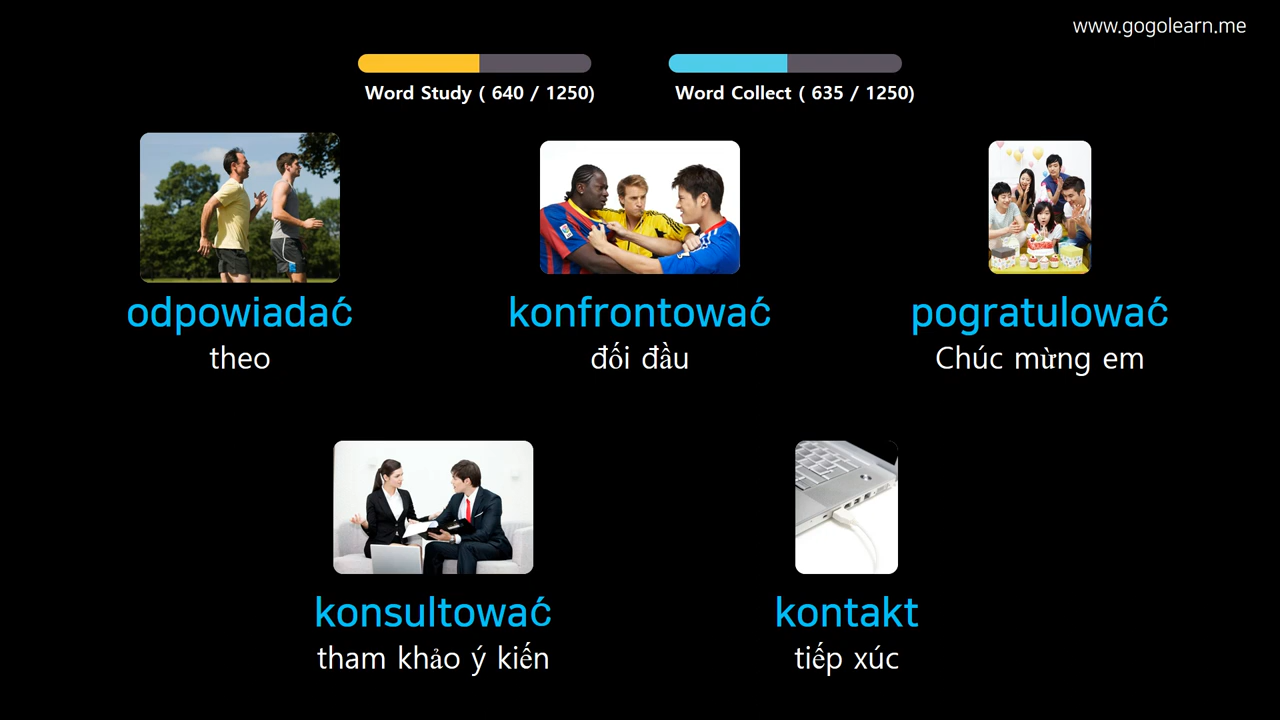 www.gogolearn.me
Word Study ( 640 / 1250)
Word Collect ( 635 / 1250)
odpowiadać
theo
konfrontować
đối đầu
pogratulować
Chúc mừng em
konsultować
tham khảo ý kiến
kontakt
tiếp xúc